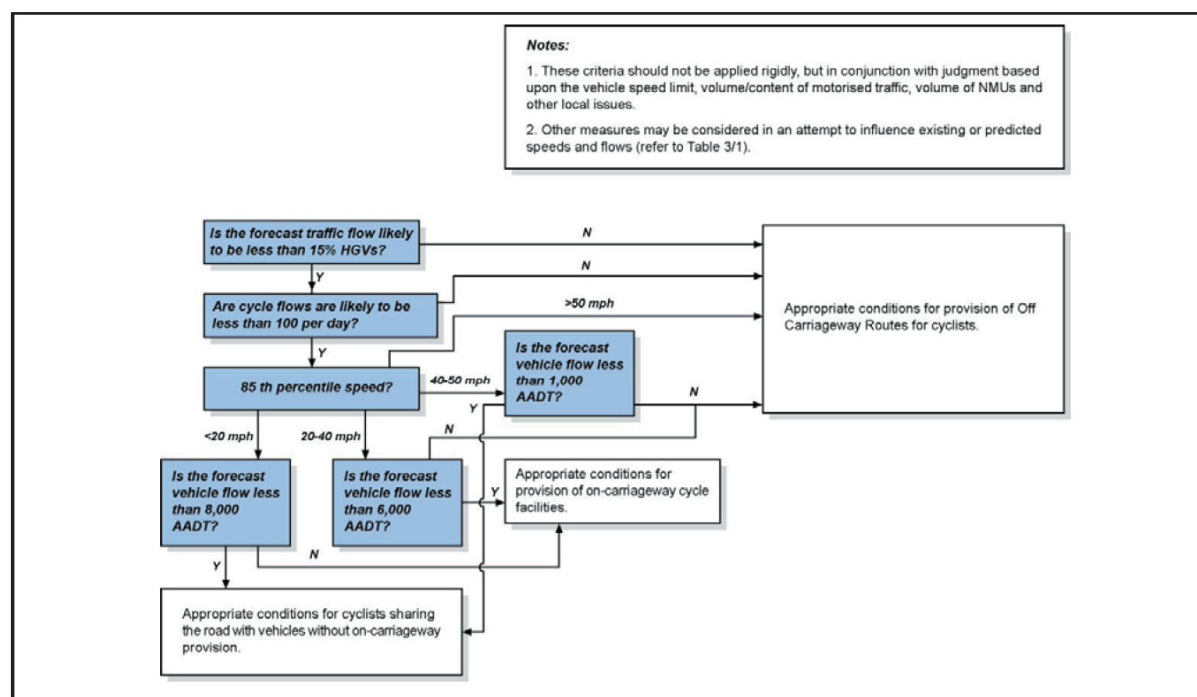 Notes:
1. These criteria should not be applied rigidly, but in conjunction with judgment based
upon the vehicle speed limit, volume/content of motorised traffic, volume of NMUs and
other local issues.
2. Other measures may be considered in an attempt to influence existing or predicted
speeds and flows (refer to Table 3/1).
Is the forecast traffic flow likely
to be less than 15% HGVs?
N
Y
N
Are cycle flows are likely to be
less than 100 per day?
>50 mph
Appropriate conditions for provision of Off
Carriageway Routes for cyclists.
Y
Is the forecast
vehicle flow less
than 1,000
AADT?
85 th percentile speed?
40-50 mph
N
Y
<20 mph
20-40 mph
N
Is the forecast
vehicle flow less
than 8,000
AADT?
Is the forecast
vehicle flow less
than 6,000
AADT?
Y
Appropriate conditions for
provision of on-carriageway cycle
facilities.
N
Y
Appropriate conditions for cyclists sharing
the road with vehicles without on-carriageway
provision.